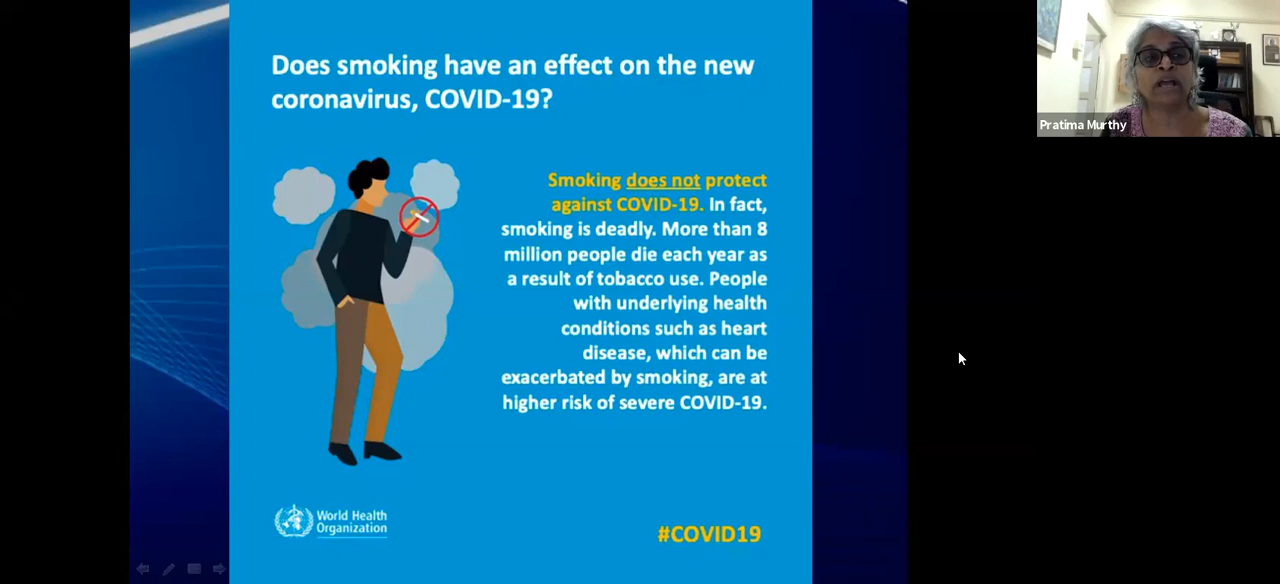 Does smoking have an effect on the new
coronavirus, COVID-19?
Smoking does not protect
against COVID-19. In fact,
smoking is deadly. More than 8
million people die each year as
a result of tobacco use. People
with underlying health
conditions such as heart
disease, which can be
exacerbated by smoking, are at
higher risk of severe COVID-19.
World Health
Organization
#COVID19
Pratima Murthy